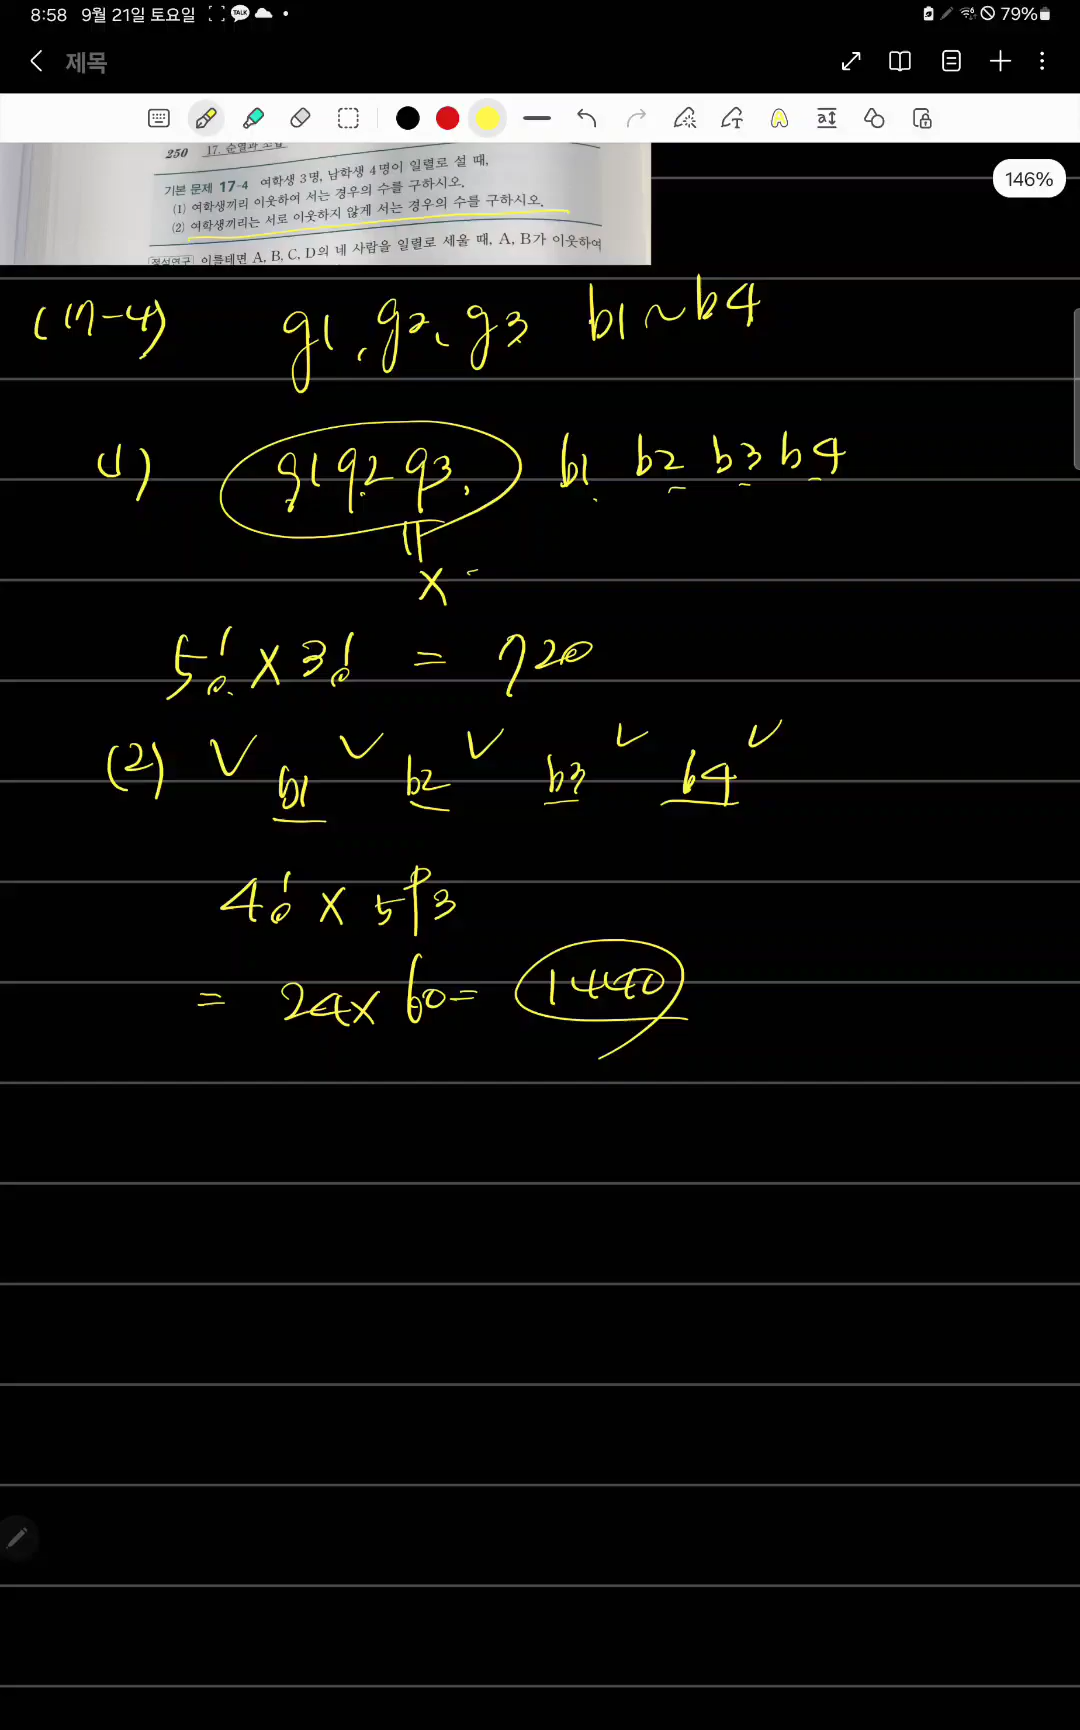 8:58 9월 21일 토요일 TALK 79%
제목
146%
250 17. 순열과 조합
기본 문제 17-4 여학생 3명, 남학생 4명이 일렬로 설 때,
(1) 여학생끼리 이웃하여 서는 경우의 수를 구하시오.
(2) 여학생끼리는 서로 이웃하지 않게 서는 경우의 수를 구하시오.
정석연구 이를테면 A, B, C, D의 네 사람을 일렬로 세울 때, A, B가 이웃하여
(17-4) g1, g2, g3 b1~b4
1) g1 g2 g3, b1 b2 b3 b4
X
5! × 3! = 720
(2) ∨ b1 ∨ b2 ∨ b3 ∨ b4 ∨
4! × 5P3
= 24 × 60 = 1440